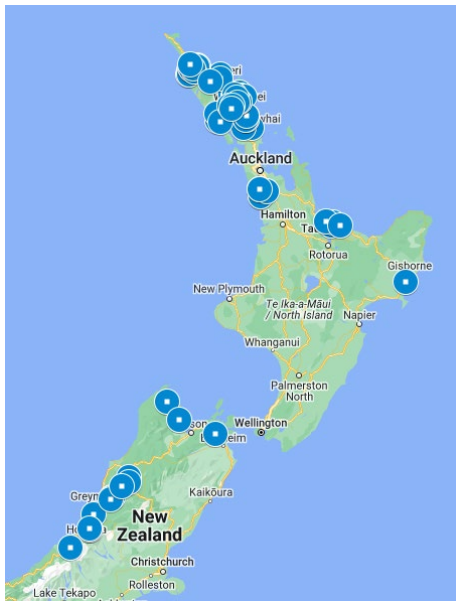 Auckland
Hamilton
Rotorua
Gisborne
New Plymouth
Te Ika-a-Māui
/ North Island
Napier
Whanganui
Palmerston
North
Wellington
Kaikōura
New
Zealand
Christchurch
Rolleston
Lake Tekapo